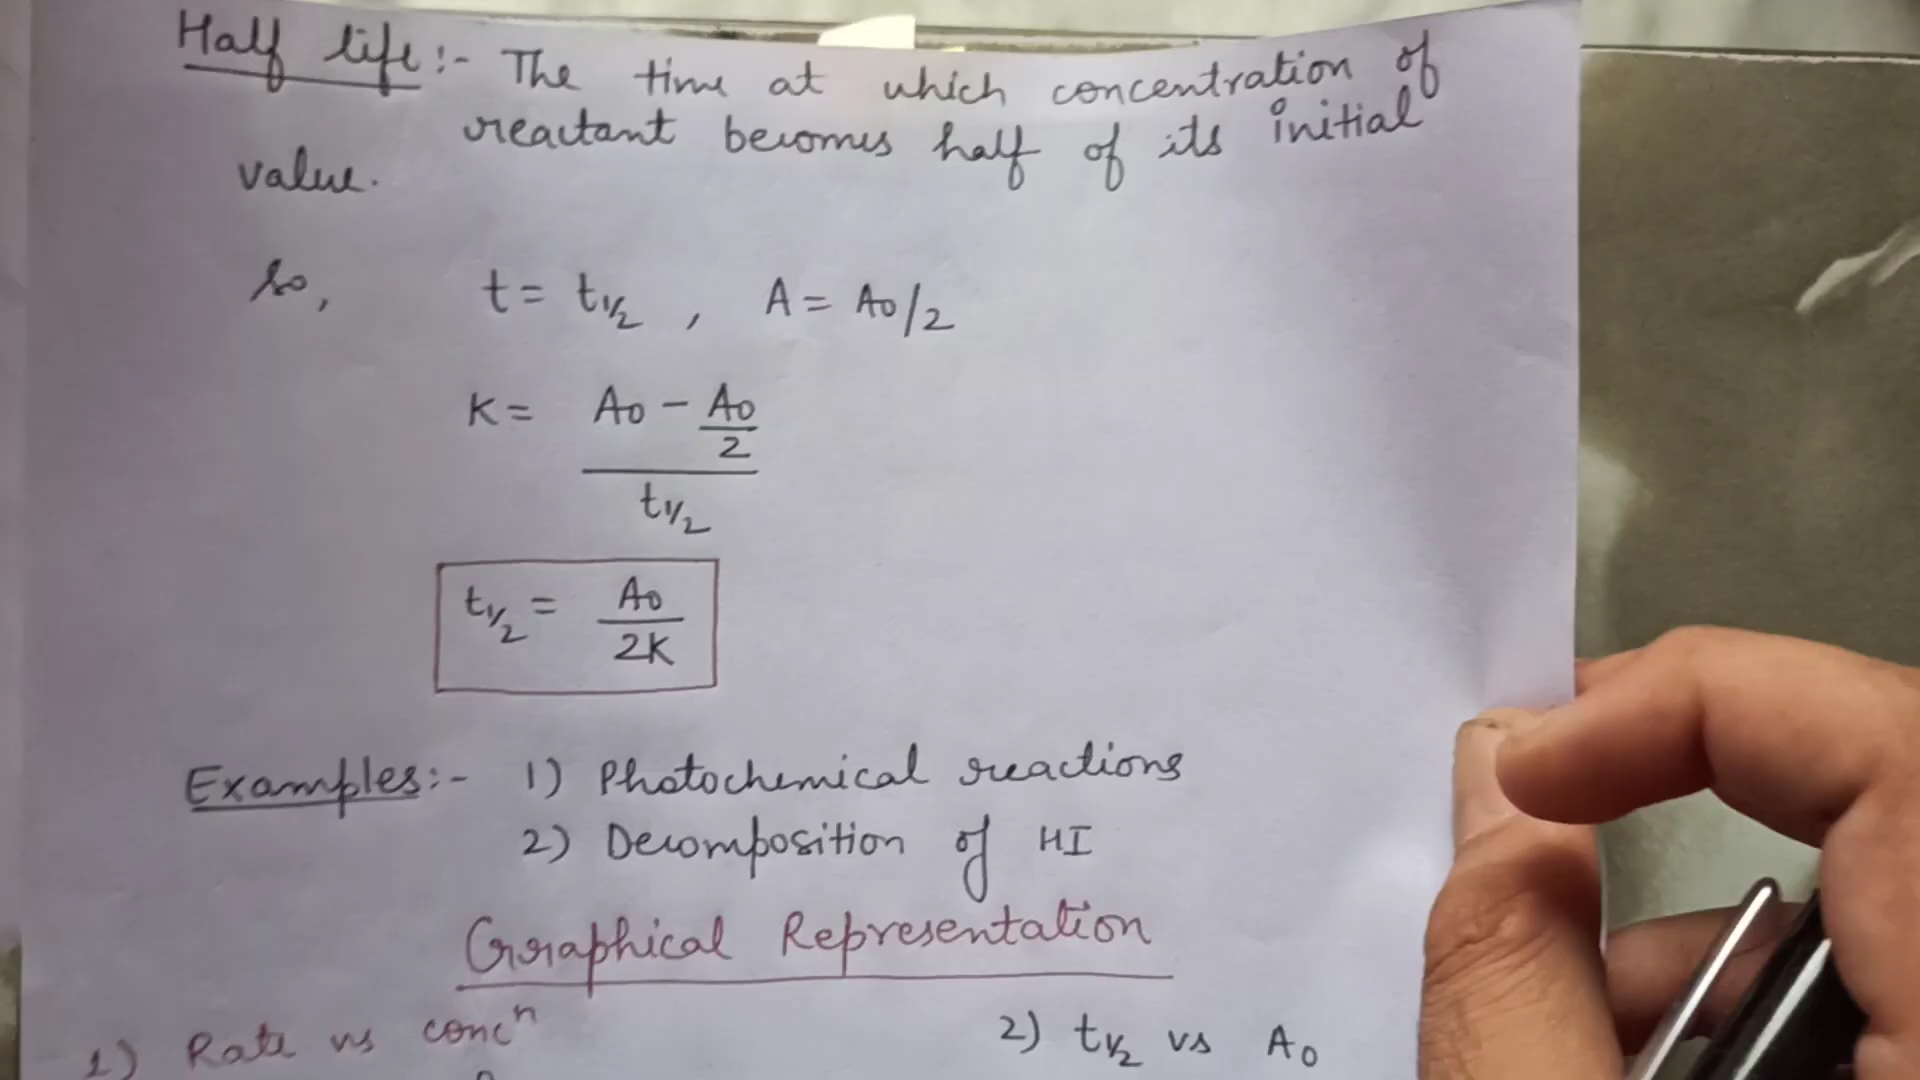 Half life :- The time at which concentration of
reactant becomes half of its initial
value.
so, t = t1/2 , A = A0/2
K = A0 - A0/2
t1/2
t1/2 = A0/2K
Examples :- 1) Photochemical reactions
2) Decomposition of HI
Graphical Representation
1) Rate vs concn
2) t1/2 vs A0